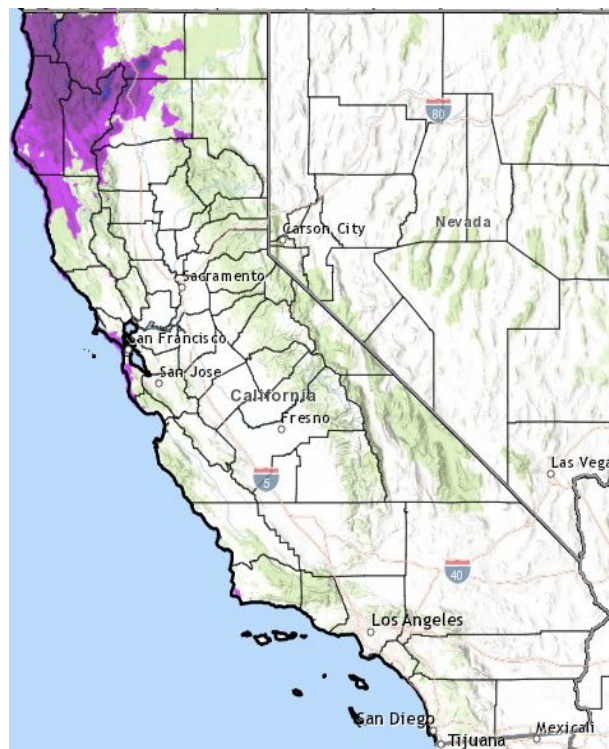 80
Nevada
Carson City
Sacramento
San Francisco
San Jose
California
Fresno
5
Las Vega
40
Los Angeles
San Diego
Mexicali
Tijuana